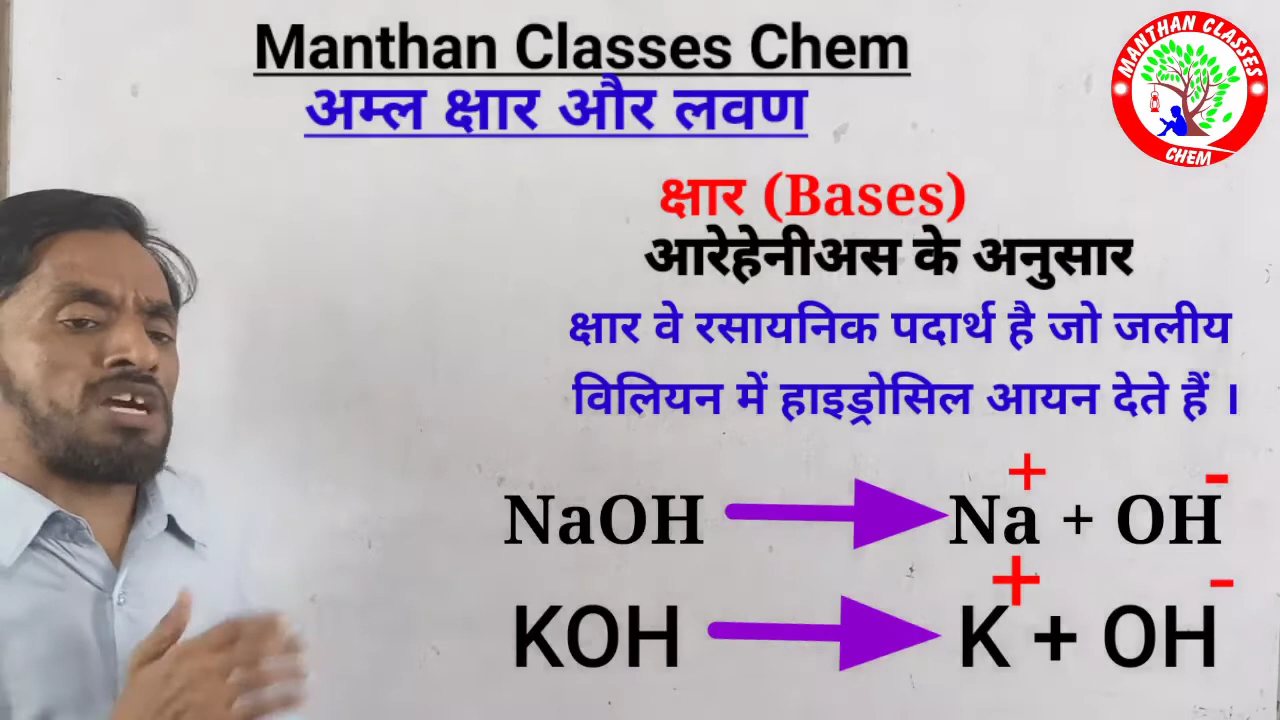 Manthan Classes Chem
अम्ल क्षार और लवण
MANTHAN CLASSES
CHEM
क्षार (Bases)
आरेहेनीअस के अनुसार
क्षार वे रसायनिक पदार्थ है जो जलीय
विलियन में हाइड्रोसिल आयन देते हैं ।
NaOH → Na⁺ + OH⁻
KOH → K⁺ + OH⁻